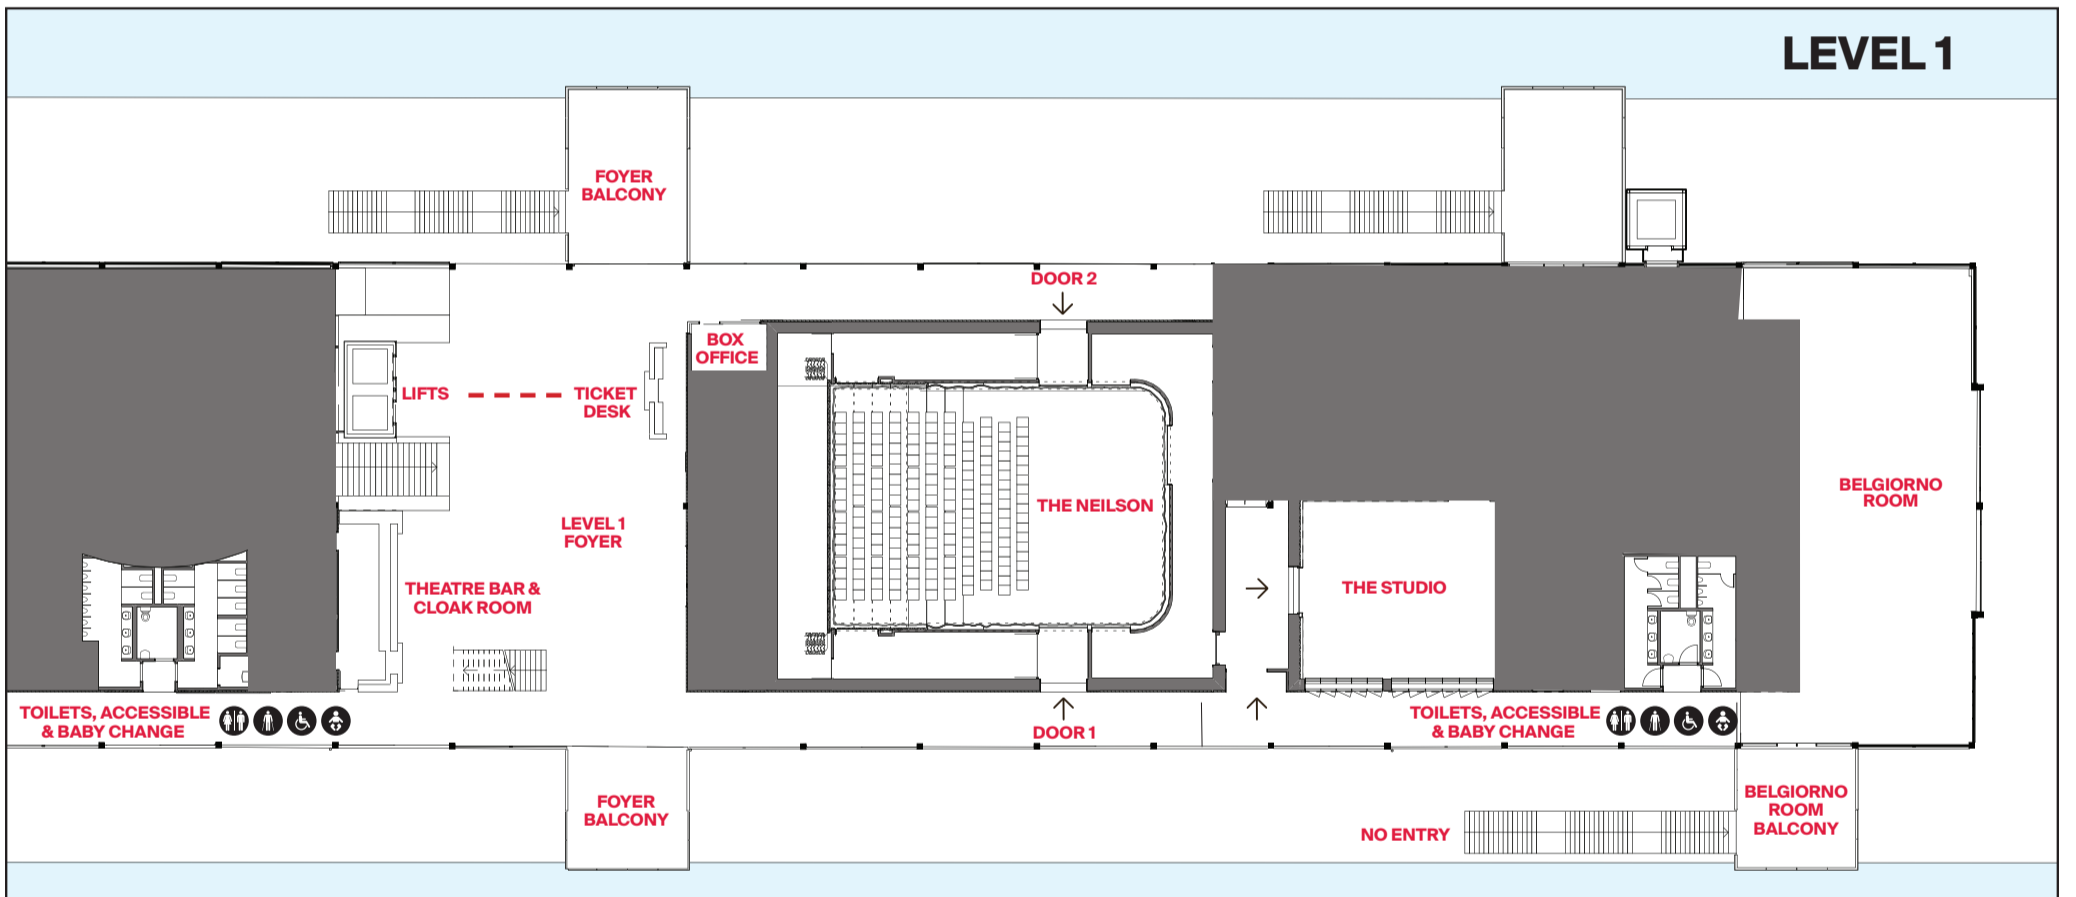 LEVEL 1
FOYER
BALCONY
DOOR 2
BOX
OFFICE
LIFTS
TICKET
DESK
BELGIORNO
ROOM
THE NEILSON
LEVEL 1
FOYER
THEATRE BAR &
CLOAK ROOM
THE STUDIO
TOILETS, ACCESSIBLE
& BABY CHANGE
DOOR 1
TOILETS, ACCESSIBLE
& BABY CHANGE
FOYER
BALCONY
NO ENTRY
BELGIORNO
ROOM
BALCONY